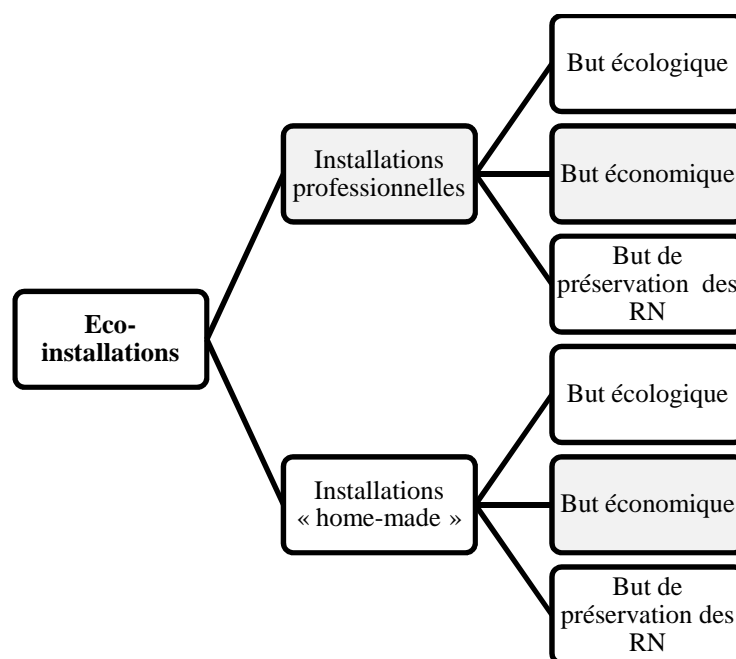 But écologique
Installations
professionnelles
But économique
But de
préservation des
RN
Eco-
installations
But écologique
Installations
« home-made »
But économique
But de
préservation des
RN